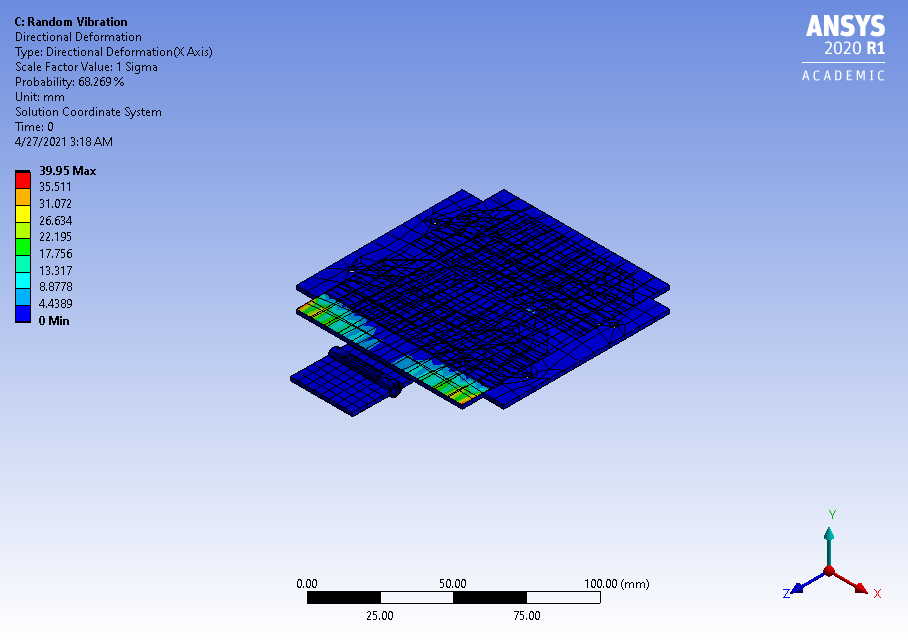 C: Random Vibration
Directional Deformation
Type: Directional Deformation(X Axis)
Scale Factor Value: 1 Sigma
Probability: 68.269 %
Unit: mm
Solution Coordinate System
Time: 0
4/27/2021 3:18 AM
39.95 Max
35.511
31.072
26.634
22.195
17.756
13.317
8.8778
4.4389
0 Min
ANSYS
2020 R1
ACADEMIC
0.00 50.00 100.00 (mm)
25.00 75.00
Y
Z X